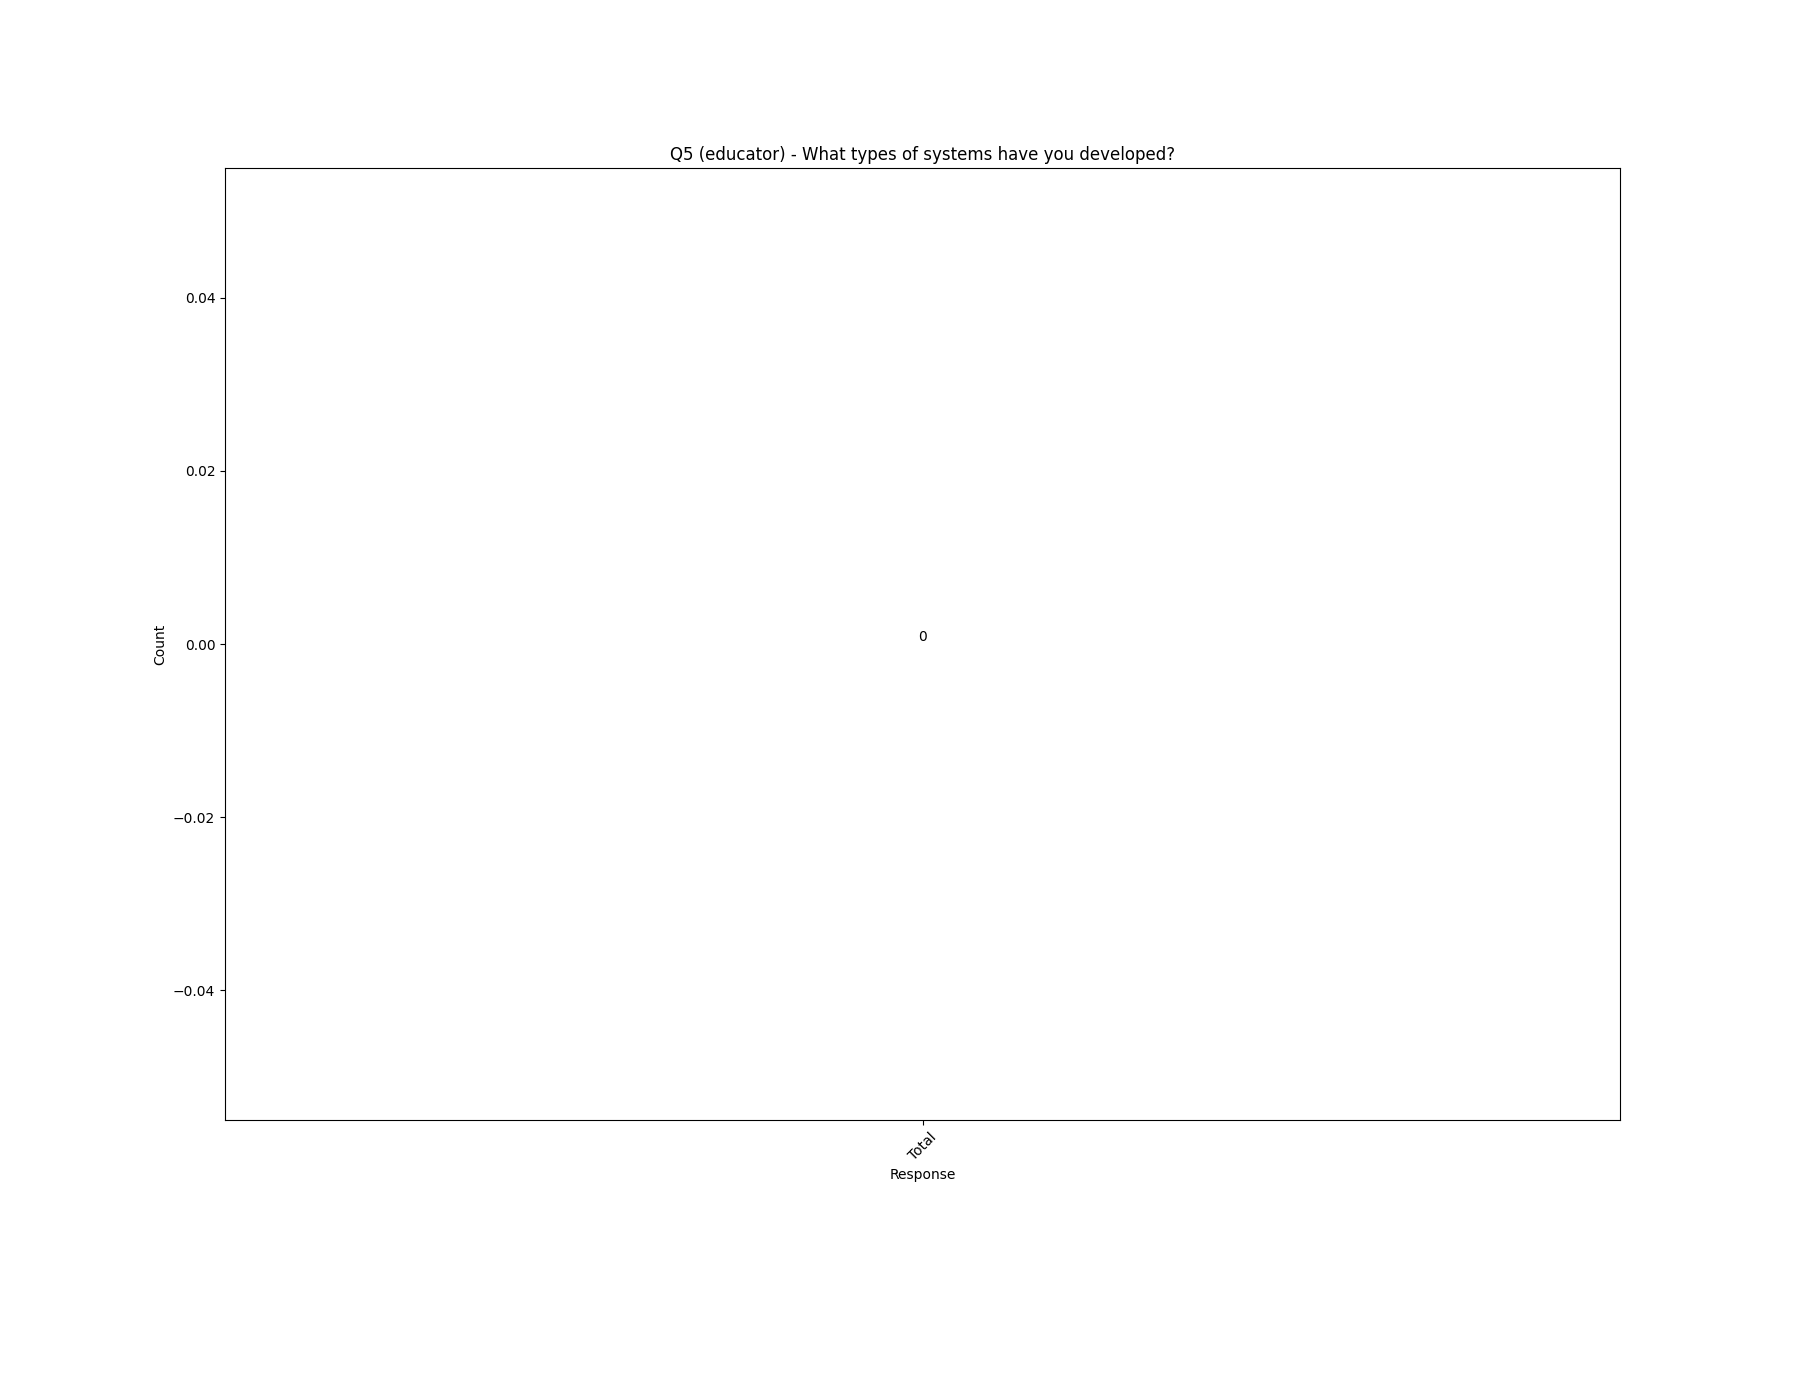 Q5 (educator) - What types of systems have you developed?
0.04
0.02
0.00
−0.02
−0.04
Count
0
Total
Response